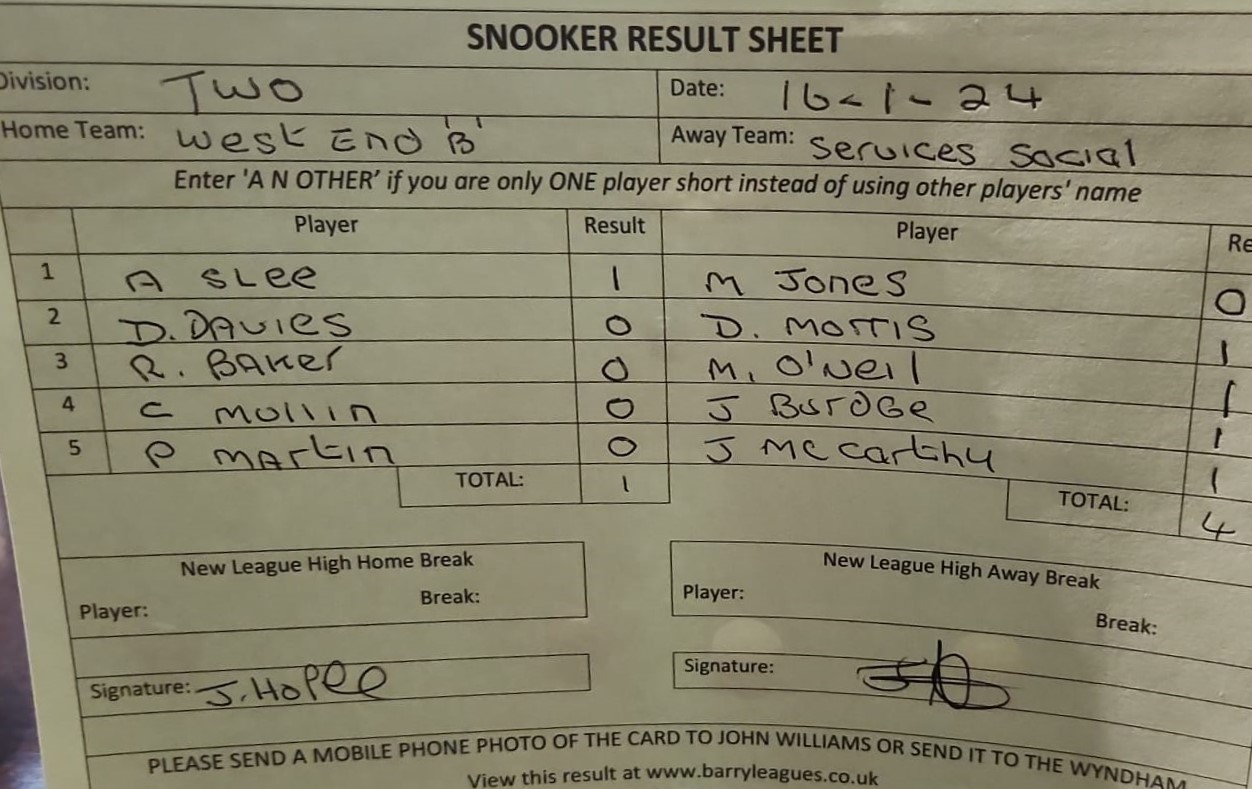 SNOOKER RESULT SHEET
Division: TWO Date: 16-1-24
Home Team: West End 'B' Away Team: Services Social
Enter 'A N OTHER' if you are only ONE player short instead of using other players' name
Player Result Player Re
1 A SLee 1 M Jones 0
2 D. DAVIES 0 D. MorrIS 1
3 R. BAKer 0 M. O'Neil 1
4 C Mullin 0 J BurDGe 1
5 P MArtin 0 J McCarthy 1
TOTAL: 1 TOTAL: 4
New League High Home Break New League High Away Break
Player: Break: Player: Break:
Signature: J. Hopee Signature:
PLEASE SEND A MOBILE PHONE PHOTO OF THE CARD TO JOHN WILLIAMS OR SEND IT TO THE WYNDHAM
View this result at www.barryleagues.co.uk